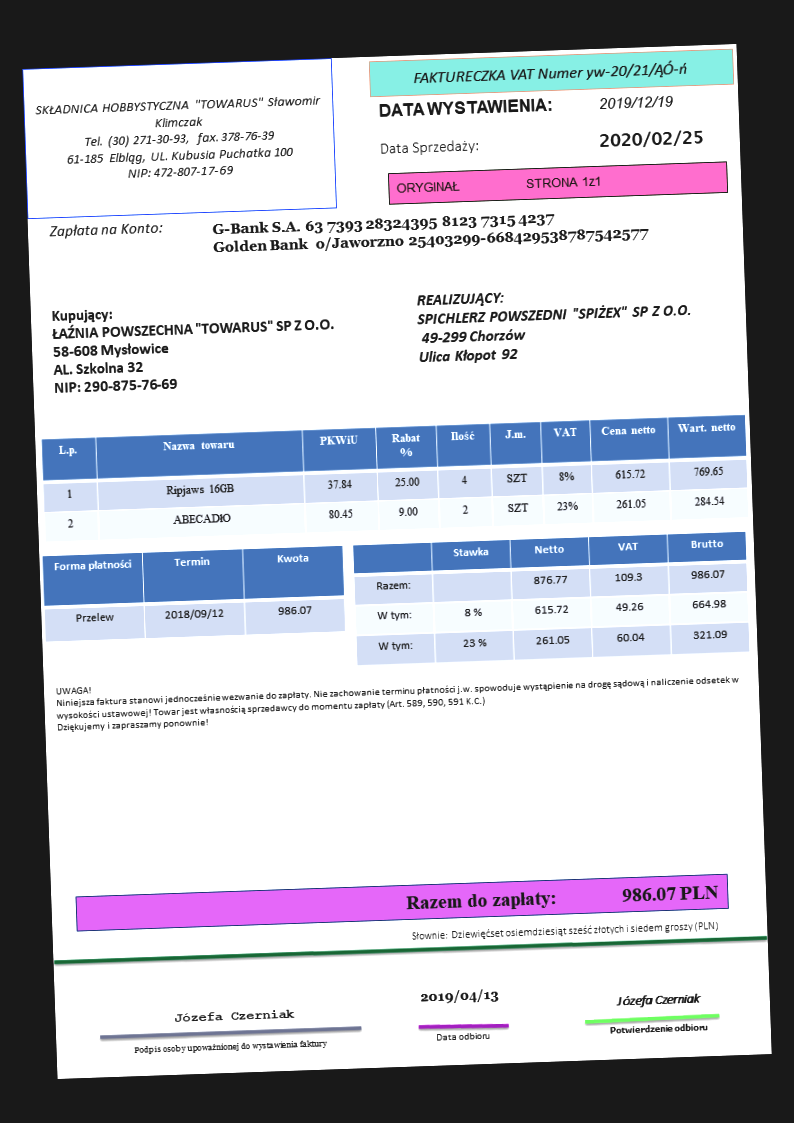 SKŁADNICA HOBBYSTYCZNA "TOWARUS" Sławomir
Klimczak
Tel. (30) 271-30-93, fax. 378-76-39
61-185 Elbląg, UL. Kubusia Puchatka 100
NIP: 472-807-17-69
FAKTURECZKA VAT Numer yw-20/21/ĄÓ-ń
DATA WYSTAWIENIA: 2019/12/19
Data Sprzedaży: 2020/02/25
ORYGINAŁ STRONA 1z1
Zapłata na Konto: G-Bank S.A. 63 7393 28324395 8123 7315 4237
Golden Bank o/Jaworzno 25403299-668429538787542577
Kupujący:
ŁAŹNIA POWSZECHNA "TOWARUS" SP Z O.O.
58-608 Mysłowice
AL. Szkolna 32
NIP: 290-875-76-69
REALIZUJĄCY:
SPICHLERZ POWSZEDNI "SPIŻEX" SP Z O.O.
49-299 Chorzów
Ulica Kłopot 92
L.p. Nazwa towaru PKWiU Rabat % Ilość J.m. VAT Cena netto Wart. netto
1 Ripjaws 16GB 37.84 25.00 4 SZT 8% 615.72 769.65
2 ABECADłO 80.45 9.00 2 SZT 23% 261.05 284.54
Forma płatności Termin Kwota
Przelew 2018/09/12 986.07
Stawka Netto VAT Brutto
Razem: 876.77 109.3 986.07
W tym: 8 % 615.72 49.26 664.98
W tym: 23 % 261.05 60.04 321.09
UWAGA!
Niniejsza faktura stanowi jednocześnie wezwanie do zapłaty. Nie zachowanie terminu płatności j.w. spowoduje wystąpienie na drogę sądową i naliczenie odsetek w
wysokości ustawowej! Towar jest własnością sprzedawcy do momentu zapłaty (Art. 589, 590, 591 K.C.)
Dziękujemy i zapraszamy ponownie!
Razem do zapłaty: 986.07 PLN
Słownie: Dziewięćset osiemdziesiąt sześć złotych i siedem groszy (PLN)
Józefa Czerniak
Podpis osoby upoważnionej do wystawienia faktury
2019/04/13
Data odbioru
Józefa Czerniak
Potwierdzenie odbioru